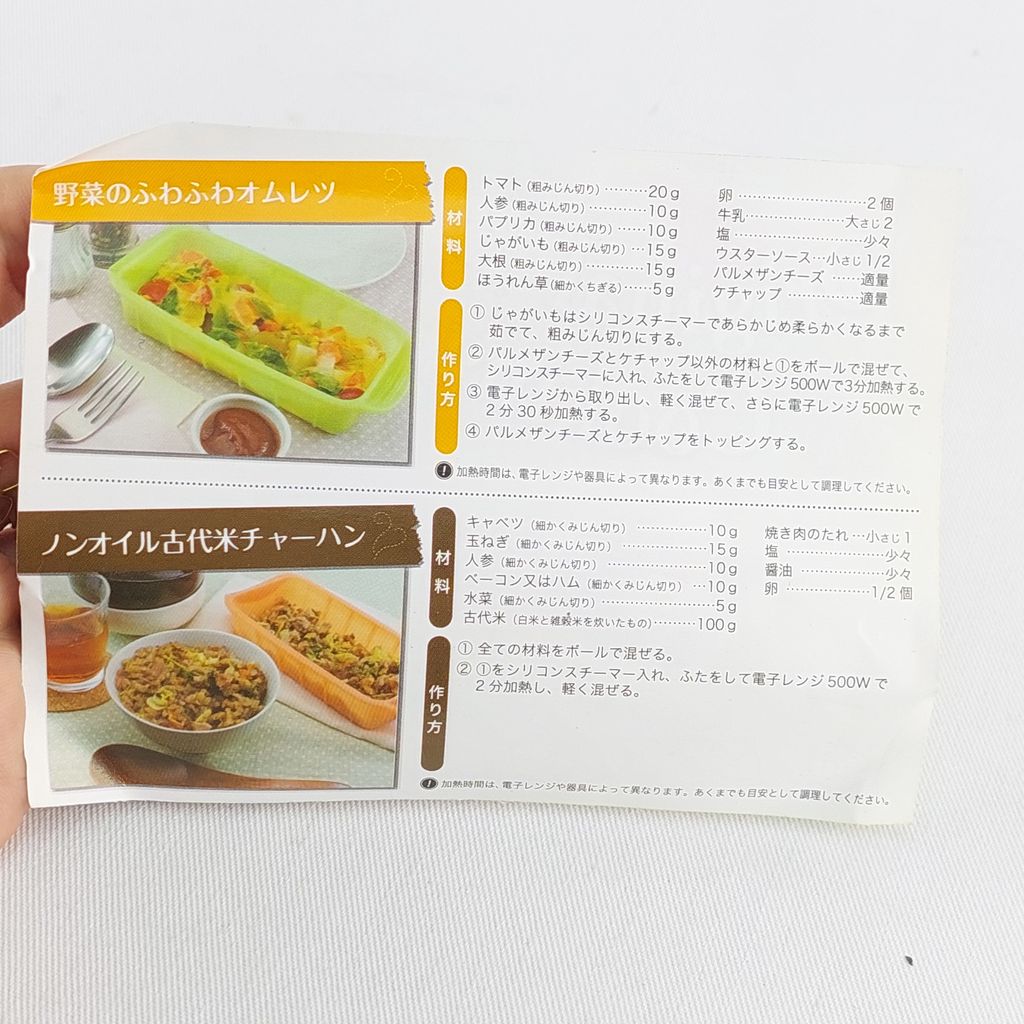 野菜のふわふわオムレツ
材料
トマト(粗みじん切り)………20g
人参(粗みじん切り)…………10g
パプリカ(粗みじん切り)……10g
じゃがいも(粗みじん切り)…15g
大根(粗みじん切り)…………15g
ほうれん草(細かくちぎる)……5g
卵………………………2個
牛乳…………………大さじ2
塩………………………少々
ウスターソース…小さじ1/2
パルメザンチーズ ……適量
ケチャップ……………適量
作り方
① じゃがいもはシリコンスチーマーであらかじめ柔らかくなるまで
茹でて、粗みじん切りにする。
② パルメザンチーズとケチャップ以外の材料と①をボールで混ぜて、
シリコンスチーマーに入れ、ふたをして電子レンジ500Wで3分加熱する。
③ 電子レンジから取り出し、軽く混ぜて、さらに電子レンジ500Wで
2分30秒加熱する。
④ パルメザンチーズとケチャップをトッピングする。
! 加熱時間は、電子レンジや器具によって異なります。あくまでも目安として調理してください。
ノンオイル古代米チャーハン
材料
キャベツ(細かくみじん切り)……………10g
玉ねぎ(細かくみじん切り)………………15g
人参(細かくみじん切り)…………………10g
ベーコン又はハム(細かくみじん切り)…10g
水菜(細かくみじん切り)……………………5g
古代米(白米と雑穀米を炊いたもの)………100g
焼き肉のたれ…小さじ1
塩…………………少々
醤油………………少々
卵………………1/2個
作り方
① 全ての材料をボールで混ぜる。
② ①をシリコンスチーマー入れ、ふたをして電子レンジ500Wで
2分加熱し、軽く混ぜる。
! 加熱時間は、電子レンジや器具によって異なります。あくまでも目安として調理してください。